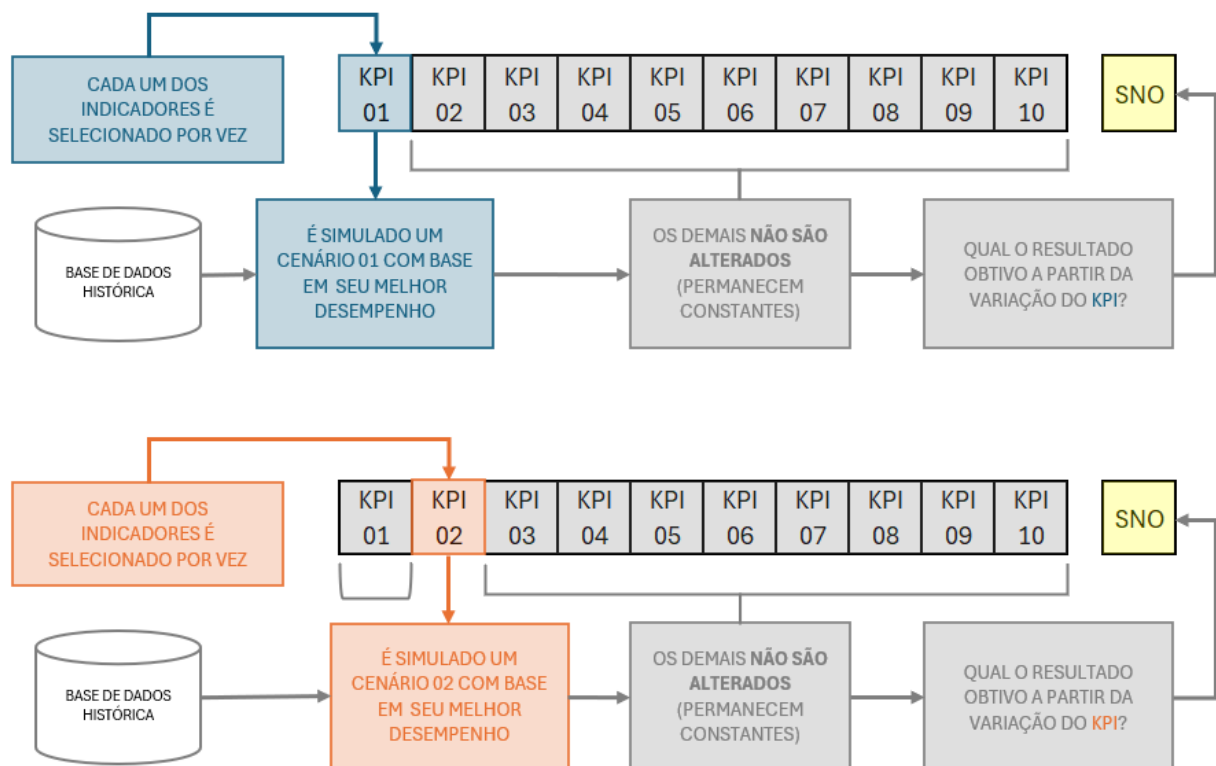 CADA UM DOS
INDICADORES É
SELECIONADO POR VEZ
KPI KPI KPI KPI KPI KPI KPI KPI KPI KPI
01 02 03 04 05 06 07 08 09 10
SNO
BASE DE DADOS
HISTÓRICA
É SIMULADO UM
CENÁRIO 01 COM BASE
EM SEU MELHOR
DESEMPENHO
OS DEMAIS NÃO SÃO
ALTERADOS
(PERMANECEM
CONSTANTES)
QUAL O RESULTADO
OBTIVO A PARTIR DA
VARIAÇÃO DO KPI?
CADA UM DOS
INDICADORES É
SELECIONADO POR VEZ
KPI KPI KPI KPI KPI KPI KPI KPI KPI KPI
01 02 03 04 05 06 07 08 09 10
SNO
BASE DE DADOS
HISTÓRICA
É SIMULADO UM
CENÁRIO 02 COM BASE
EM SEU MELHOR
DESEMPENHO
OS DEMAIS NÃO SÃO
ALTERADOS
(PERMANECEM
CONSTANTES)
QUAL O RESULTADO
OBTIVO A PARTIR DA
VARIAÇÃO DO KPI?